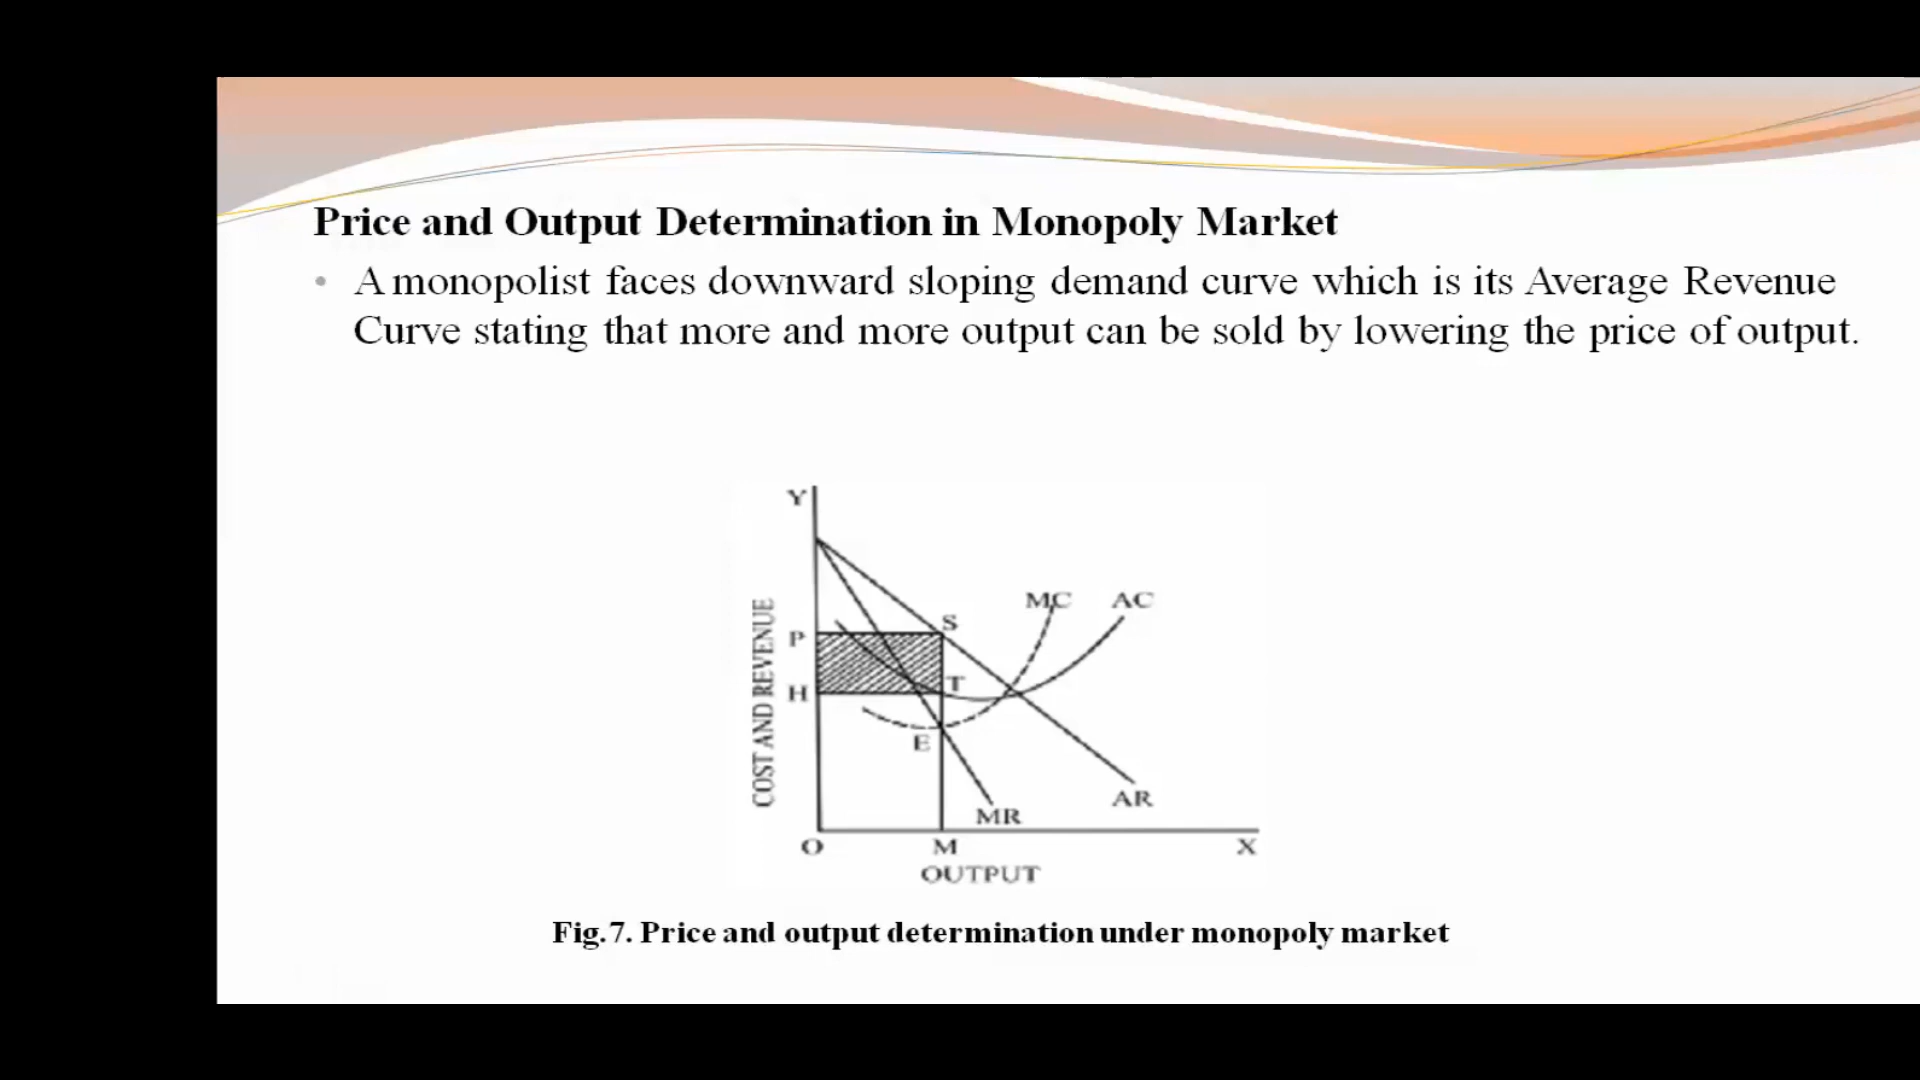 Price and Output Determination in Monopoly Market
• A monopolist faces downward sloping demand curve which is its Average Revenue
Curve stating that more and more output can be sold by lowering the price of output.
Y
MC AC
S
P
T
H
E
COST AND REVENUE
AR
MR
O M X
OUTPUT
Fig.7. Price and output determination under monopoly market